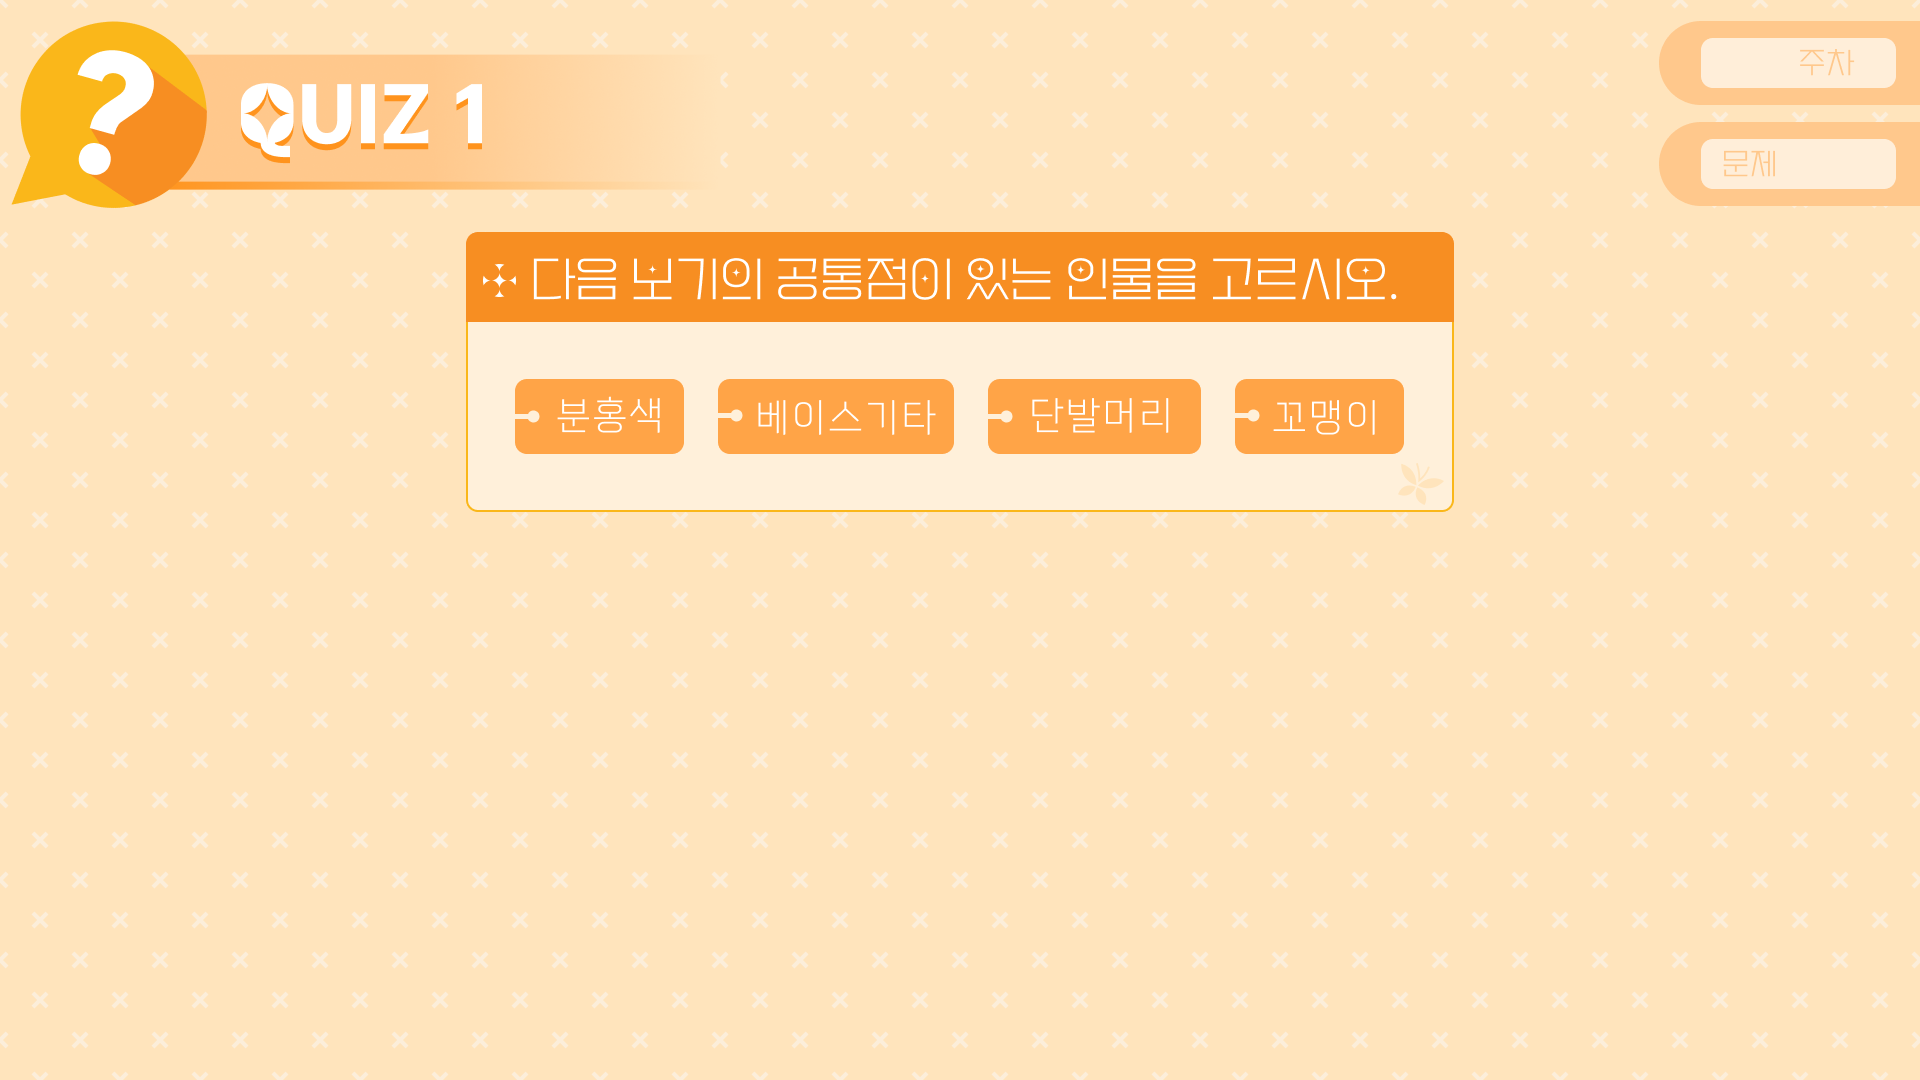 QUIZ 1
주차
문제
다음 보기의 공통점이 있는 인물을 고르시오.
분홍색
베이스기타
단발머리
꼬맹이